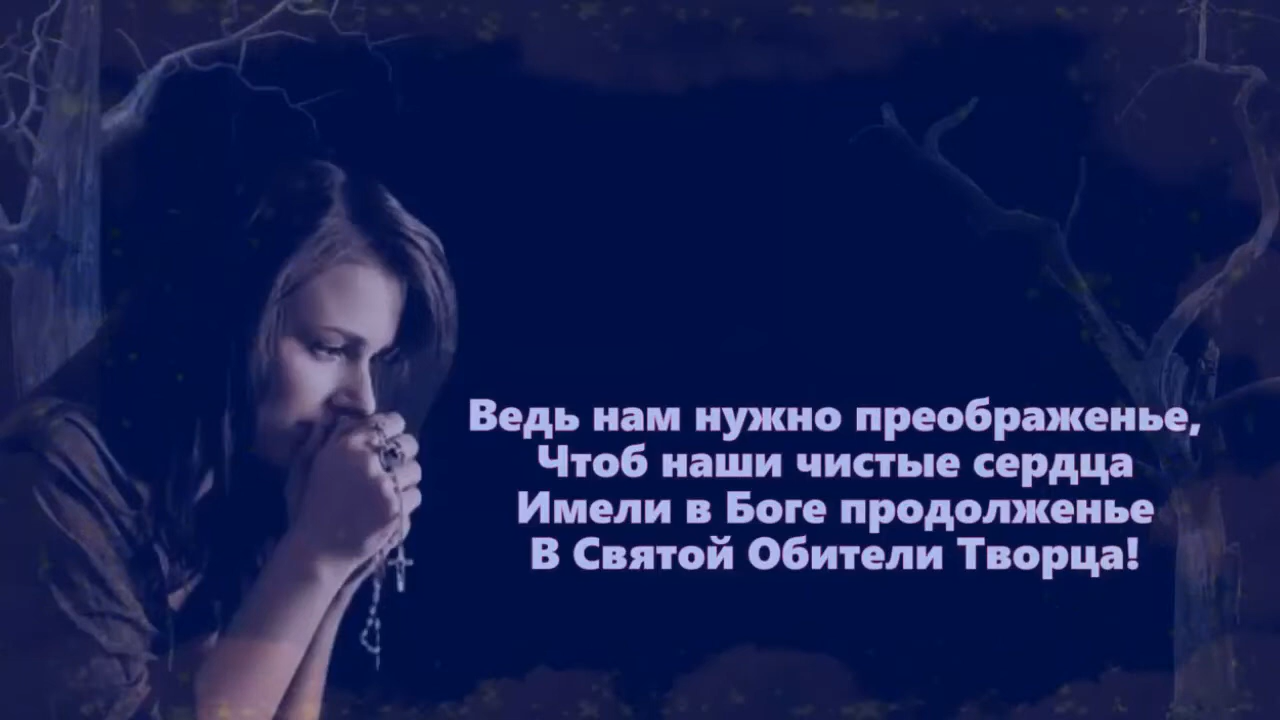 Ведь нам нужно преображенье,
Чтоб наши чистые сердца
Имели в Боге продолженье
В Святой Обители Творца!